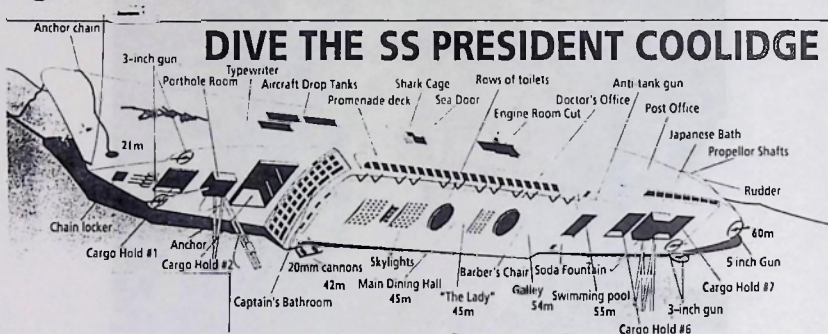 DIVE THE SS PRESIDENT COOLIDGE
Anchor chain
3-inch gun
Porthole Room
Typewriter
Aircraft Drop Tanks
Promenade deck
Shark Cage
Sea Door
Rows of toilets
Engine Room Cut
Doctor's Office
Anti tank gun
Post Office
Japanese Bath
Propellor Shafts
Rudder
21m
60m
Chain locker
Cargo Hold #1
Anchor
Cargo Hold #2
Captain's Bathroom
20mm cannons
42m
Skylights
Main Dining Hall
45m
"The Lady"
45m
Barber's Chair
Galley
54m
Soda Fountain
Swimming pool
55m
Cargo Hold #6
3-inch gun
Cargo Hold #7
5 inch Gun